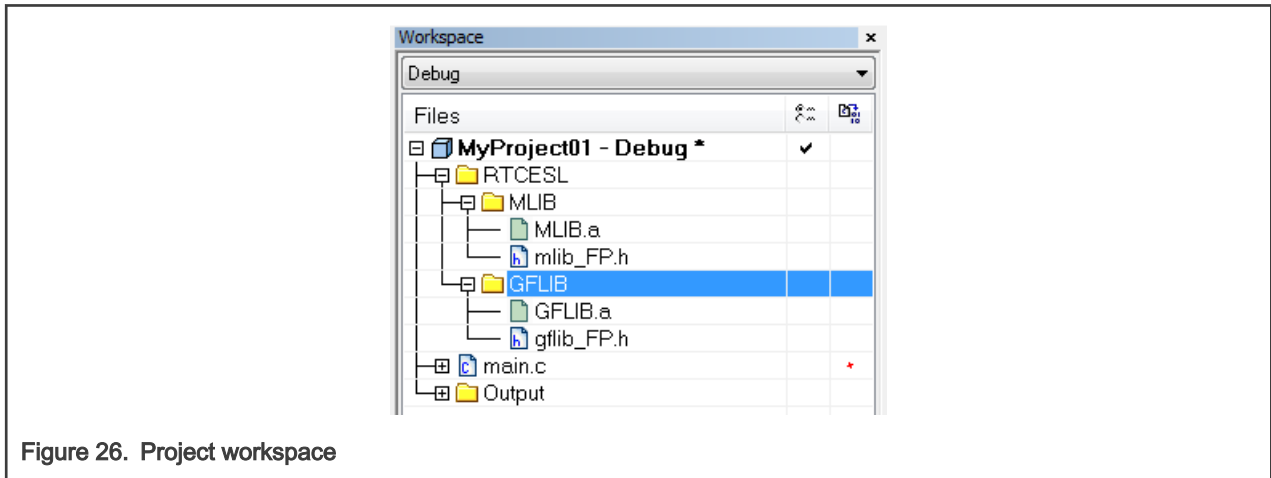 Workspace
Debug
Files
MyProject01 - Debug *
RTCESL
MLIB
MLIB.a
mlib_FP.h
GFLIB
GFLIB.a
gflib_FP.h
main.c
Output
Figure 26. Project workspace